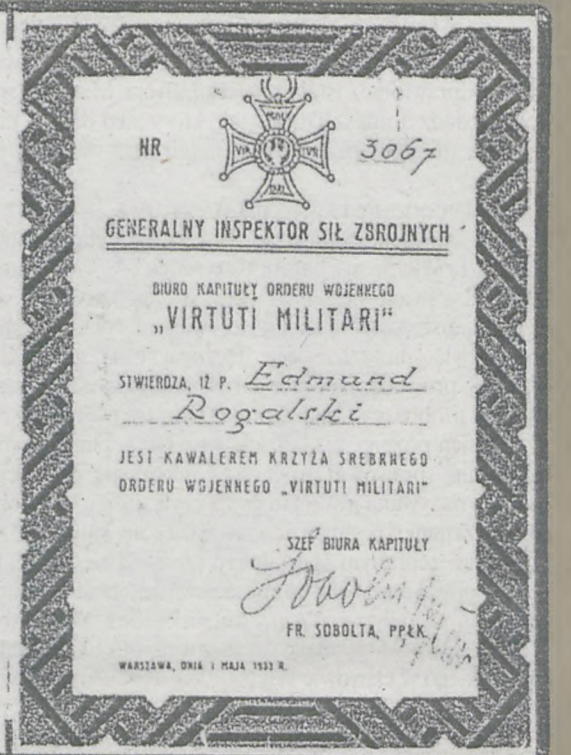 NR 3067
GENERALNY INSPEKTOR SIŁ ZBROJNYCH
BIURO KAPITUŁY ORDERU WOJENNEGO
„VIRTUTI MILITARI"
STWIERDZA, IŻ P. Edmund
Rogalski
JEST KAWALEREM KRZYŻA SREBRNEGO
ORDERU WOJENNEGO „VIRTUTI MILITARI"
SZEF BIURA KAPITUŁY
FR. SOBOLTA, PPŁK.
WARSZAWA, DNIA 1 MAJA 1933 R.